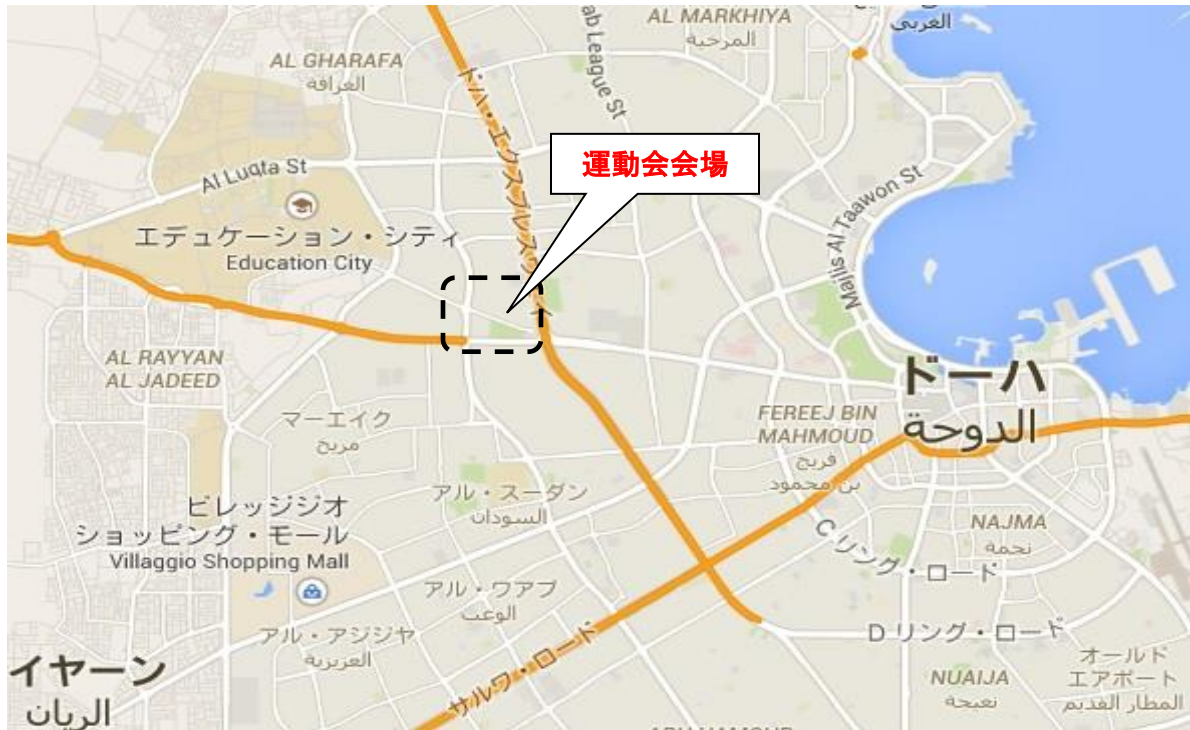 AL MARKHIYA
المرخية
العربي
AL GHARAFA
الغرافة
ab League St
ドーハ・エクスプレスウェイ
運動会会場
Al Luqta St
エデュケーション・シティ
Education City
Majlis Al Taawon St
AL RAYYAN
AL JADEED
ドーハ
الدوحة
マーエイク
مريخ
FEREEJ BIN
MAHMOUD
فريج
بن محمود
アル・スーダン
السودان
ビレッジジオ
ショッピング・モール
Villaggio Shopping Mall
NAJMA
نجمة
C リング・ロード
アル・ワアブ
الوعب
アル・アジジヤ
العزيزية
D リング・ロード
サルワ・ロード
イヤーン
الريان
NUAIJA
نعيجة
オールド
エアポート
المطار القديم